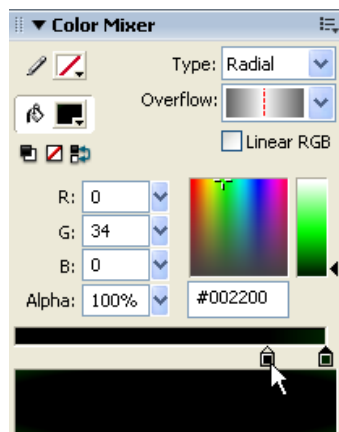 Color Mixer
Type: Radial
Overflow:
Linear RGB
R: 0
G: 34
B: 0
Alpha: 100% #002200